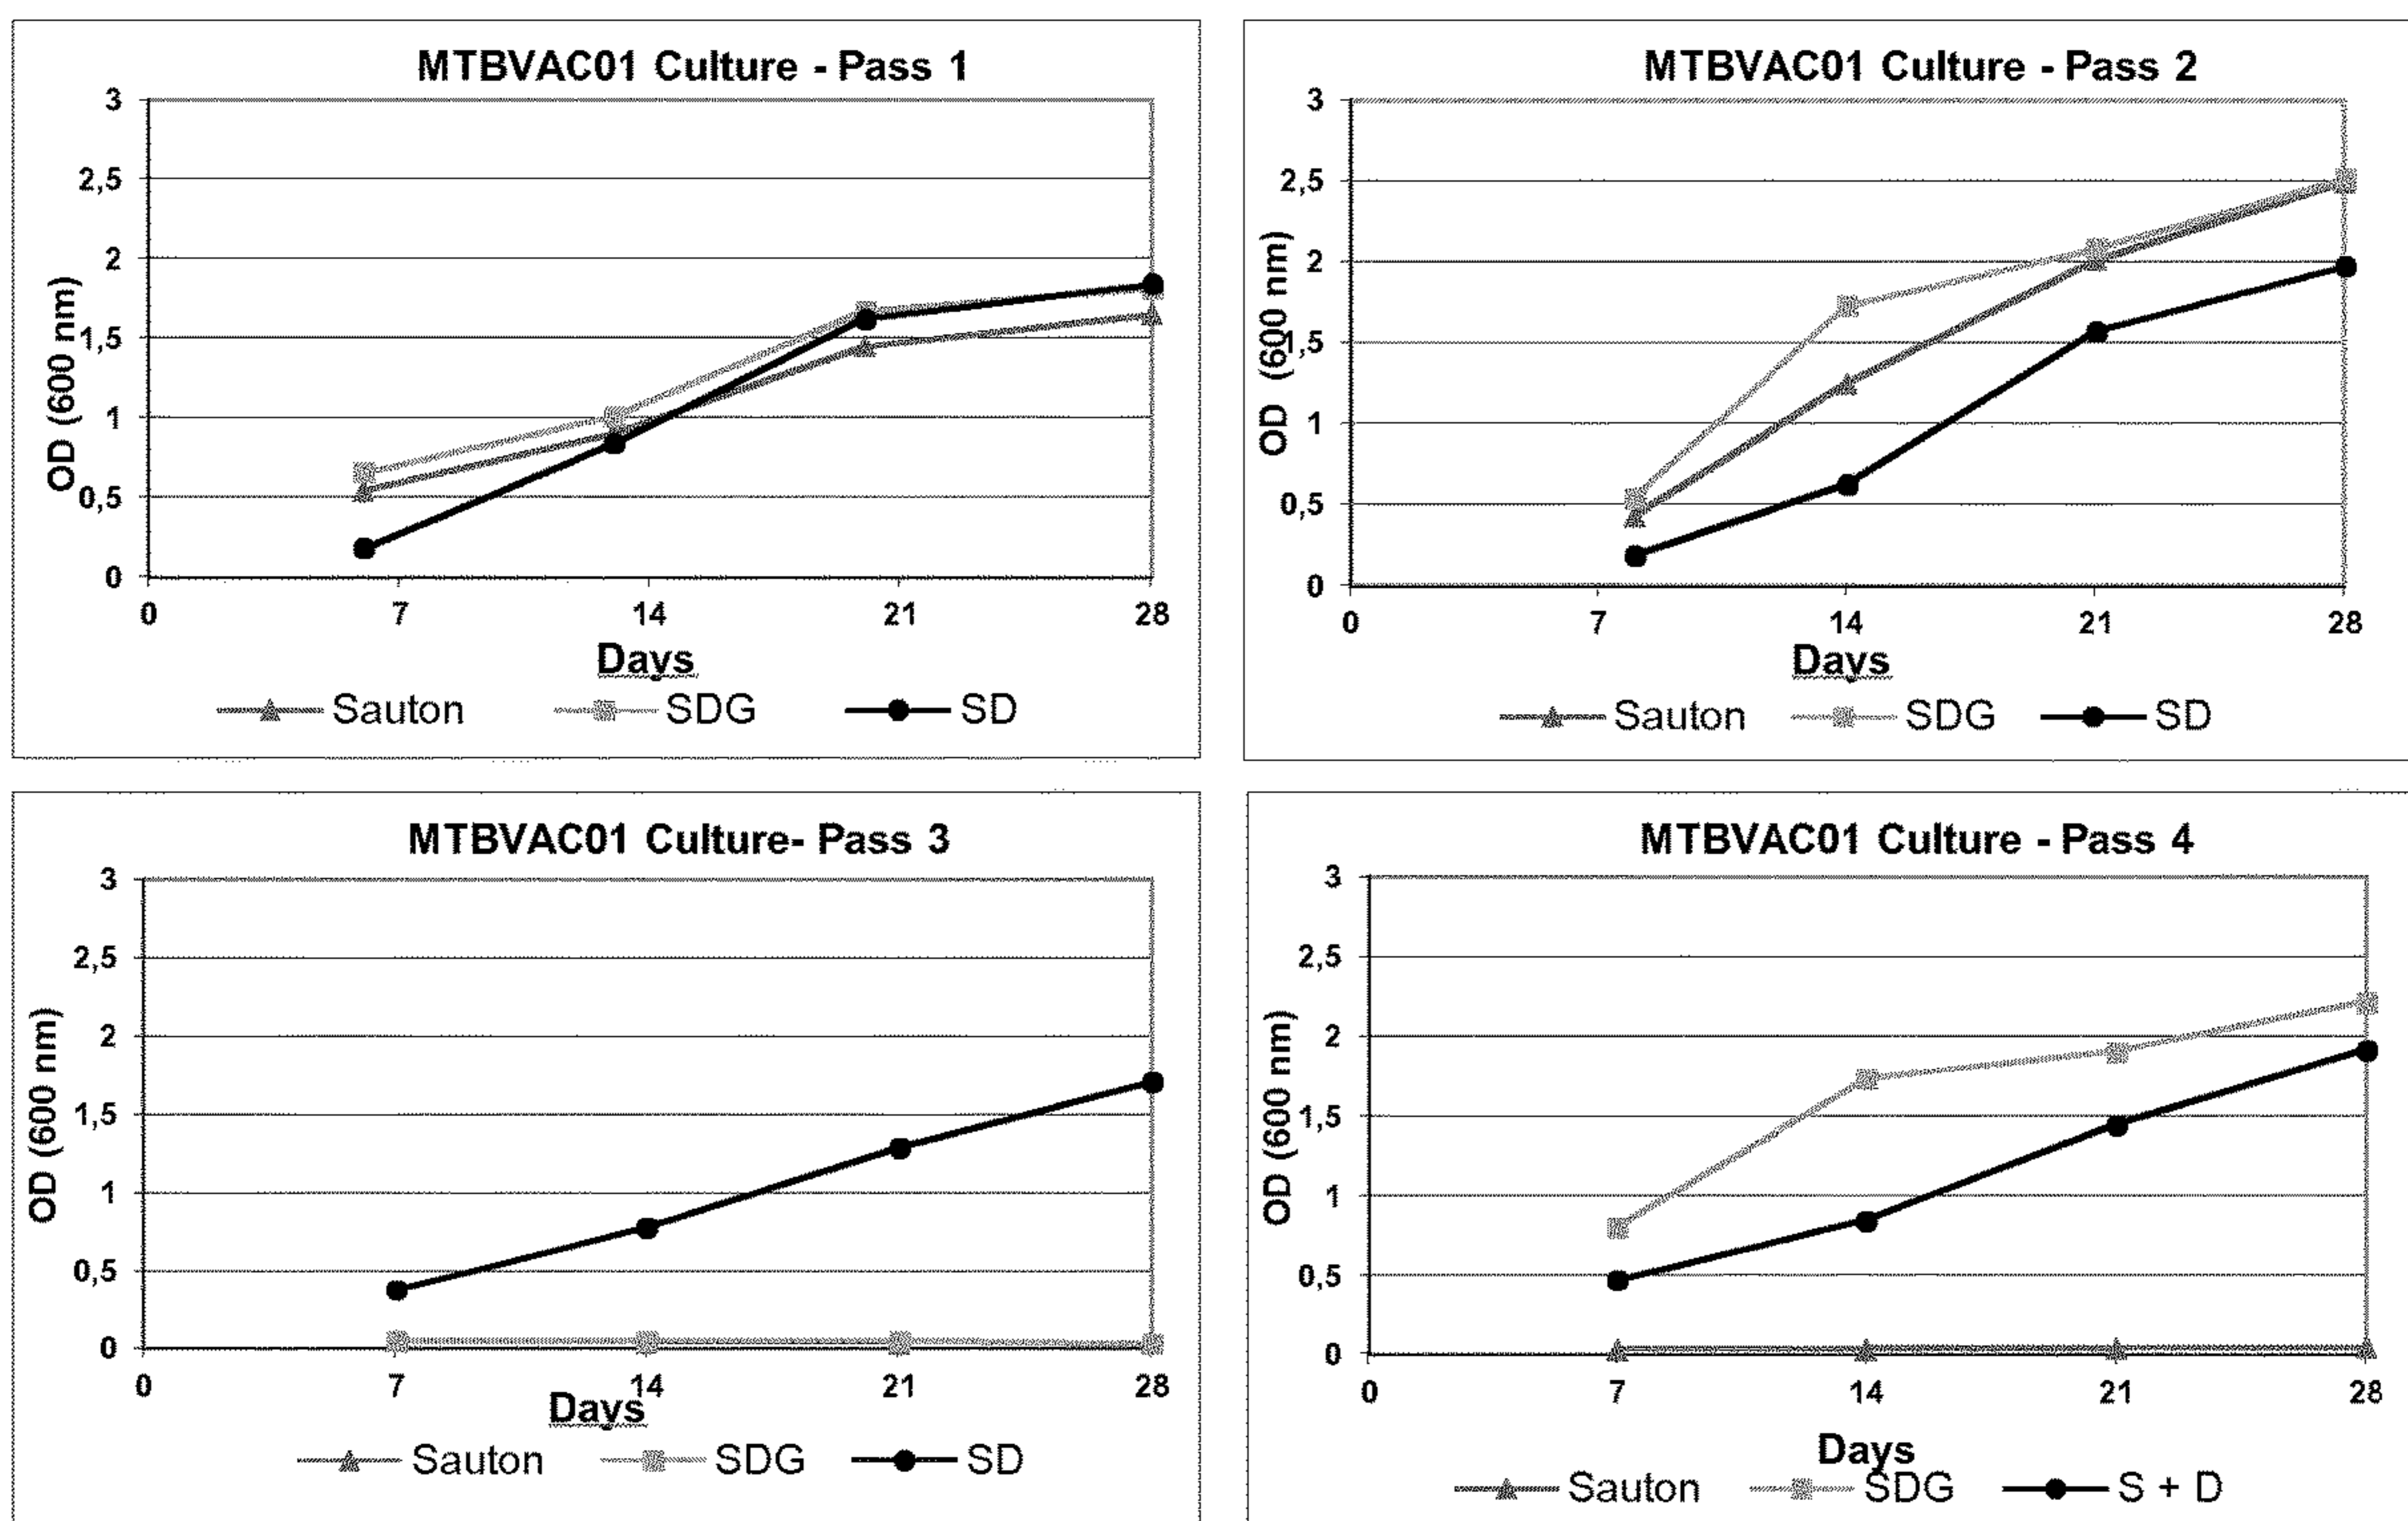 MTBVAC01 Culture - Pass 1
3
2,5
2
1,5
1
0,5
0
OD (600 nm)
0 7 14 21 28
Days
Sauton SDG SD
MTBVAC01 Culture - Pass 2
3
2,5
2
1,5
1
0,5
0
OD (600 nm)
0 7 14 21 28
Days
Sauton SDG SD
MTBVAC01 Culture- Pass 3
3
2,5
2
1,5
1
0,5
0
OD (600 nm)
0 7 14 21 28
Days
Sauton SDG SD
MTBVAC01 Culture - Pass 4
3
2,5
2
1,5
1
0,5
0
OD (600 nm)
0 7 14 21 28
Days
Sauton SDG S + D